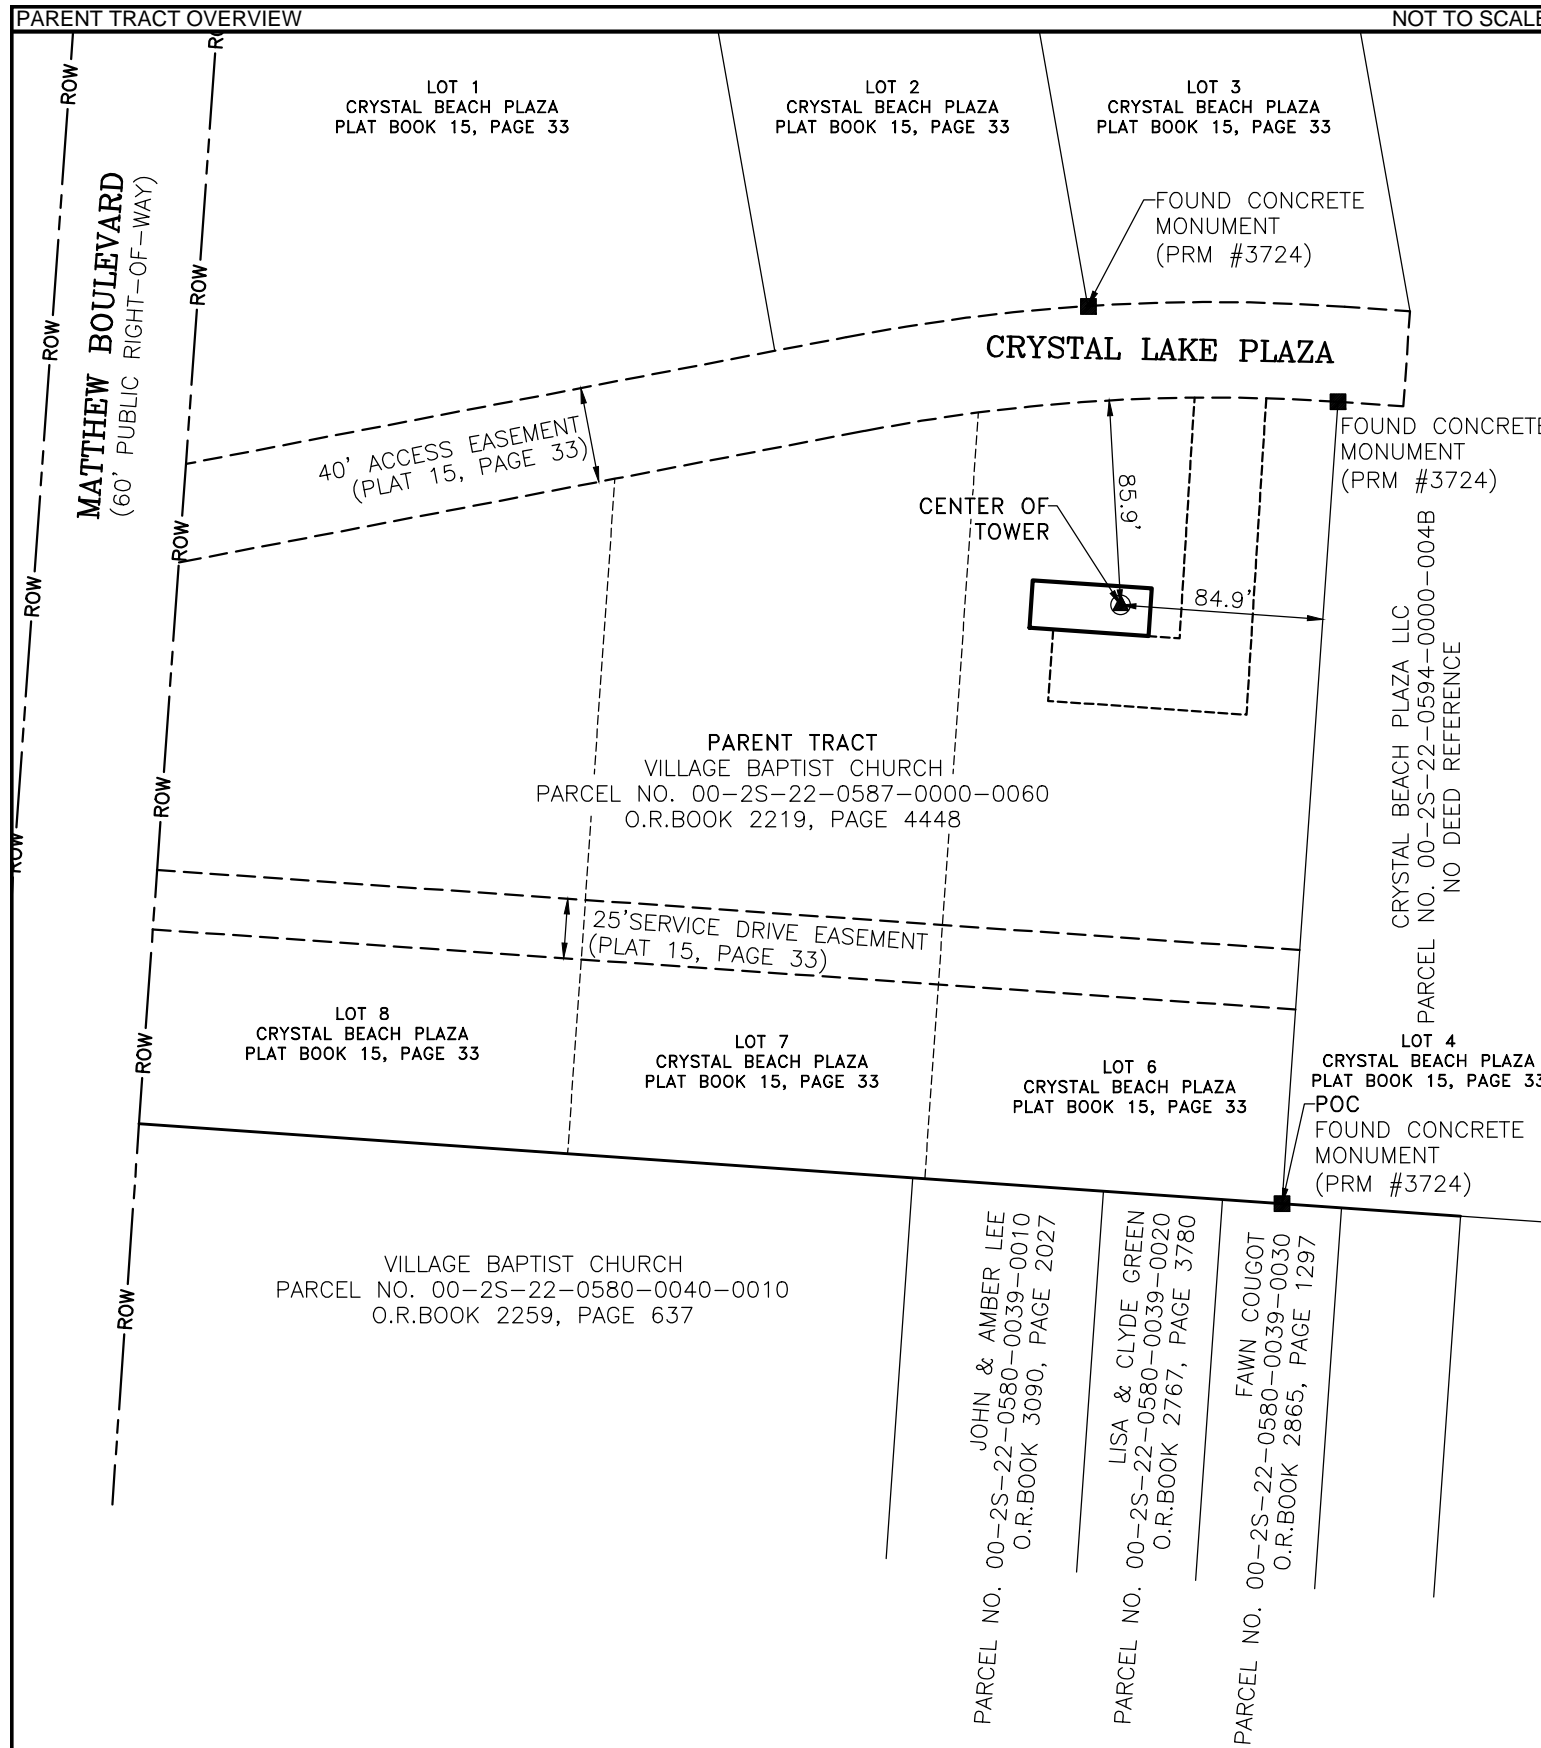 PARENT TRACT OVERVIEW
NOT TO SCALE
ROW
ROW
LOT 1
CRYSTAL BEACH PLAZA
PLAT BOOK 15, PAGE 33
LOT 2
CRYSTAL BEACH PLAZA
PLAT BOOK 15, PAGE 33
LOT 3
CRYSTAL BEACH PLAZA
PLAT BOOK 15, PAGE 33
MATTHEW BOULEVARD
(60' PUBLIC RIGHT-OF-WAY)
FOUND CONCRETE
MONUMENT
(PRM #3724)
ROW
ROW
CRYSTAL LAKE PLAZA
40' ACCESS EASEMENT
(PLAT 15, PAGE 33)
FOUND CONCRETE
MONUMENT
(PRM #3724)
85.9'
CENTER OF
TOWER
ROW
ROW
84.9'
CRYSTAL BEACH PLAZA LLC
PARCEL NO. 00-2S-22-0594-0000-004B
NO DEED REFERENCE
PARENT TRACT
VILLAGE BAPTIST CHURCH
PARCEL NO. 00-2S-22-0587-0000-0060
O.R.BOOK 2219, PAGE 4448
ROW
ROW
25'SERVICE DRIVE EASEMENT
(PLAT 15, PAGE 33)
LOT 8
CRYSTAL BEACH PLAZA
PLAT BOOK 15, PAGE 33
LOT 7
CRYSTAL BEACH PLAZA
PLAT BOOK 15, PAGE 33
LOT 6
CRYSTAL BEACH PLAZA
PLAT BOOK 15, PAGE 33
LOT 4
CRYSTAL BEACH PLAZA
PLAT BOOK 15, PAGE 33
ROW
POC
FOUND CONCRETE
MONUMENT
(PRM #3724)
VILLAGE BAPTIST CHURCH
PARCEL NO. 00-2S-22-0580-0040-0010
O.R.BOOK 2259, PAGE 637
ROW
JOHN & AMBER LEE
PARCEL NO. 00-2S-22-0580-0039-0010
O.R.BOOK 3090, PAGE 2027
LISA & CLYDE GREEN
PARCEL NO. 00-2S-22-0580-0039-0020
O.R.BOOK 2767, PAGE 3780
FAWN COUGOT
PARCEL NO. 00-2S-22-0580-0039-0030
O.R.BOOK 2865, PAGE 1297